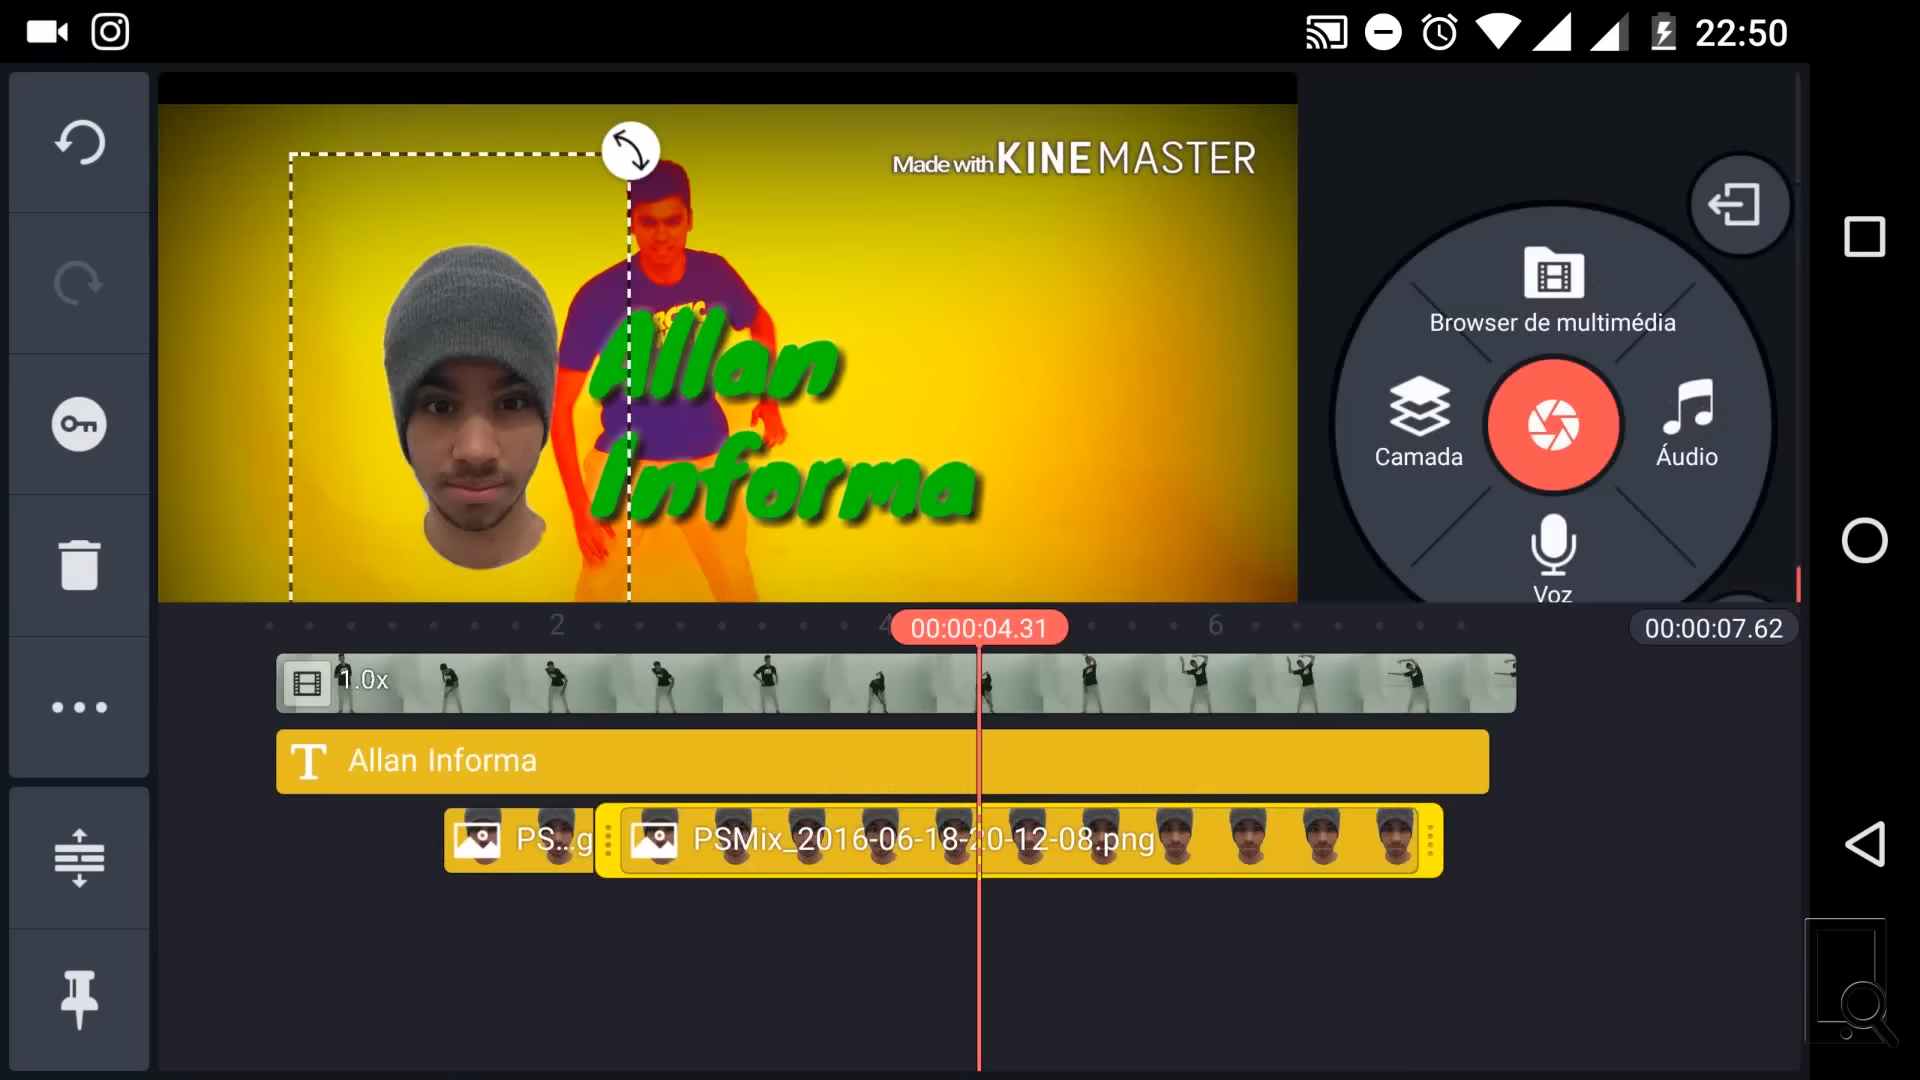 22:50
Made with KINEMASTER
Allan
Informa
Browser de multimédia
Camada
Áudio
Voz
2
4
00:00:04.31
6
00:00:07.62
1.0x
T Allan Informa
PS...g
PSMix_2016-06-18-20-12-08.png